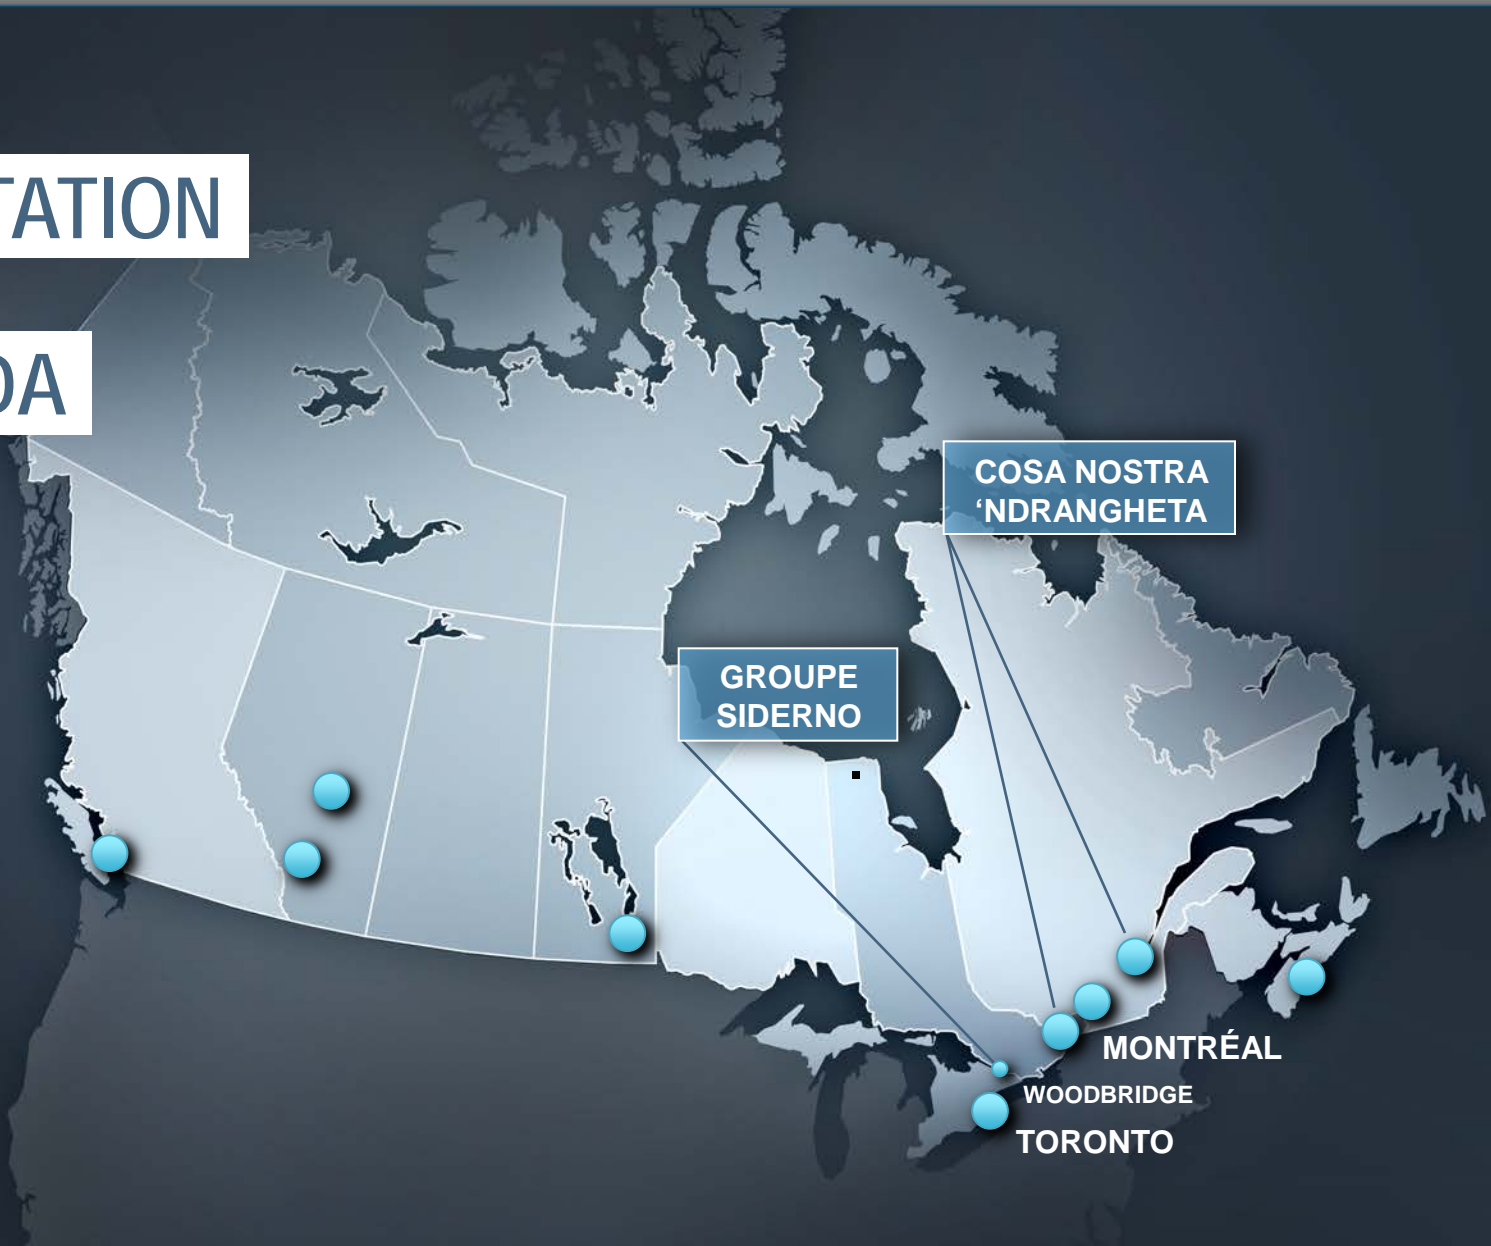 TATION
DA
COSA NOSTRA
‘NDRANGHETA
GROUPE
SIDERNO
MONTRÉAL
WOODBRIDGE
TORONTO